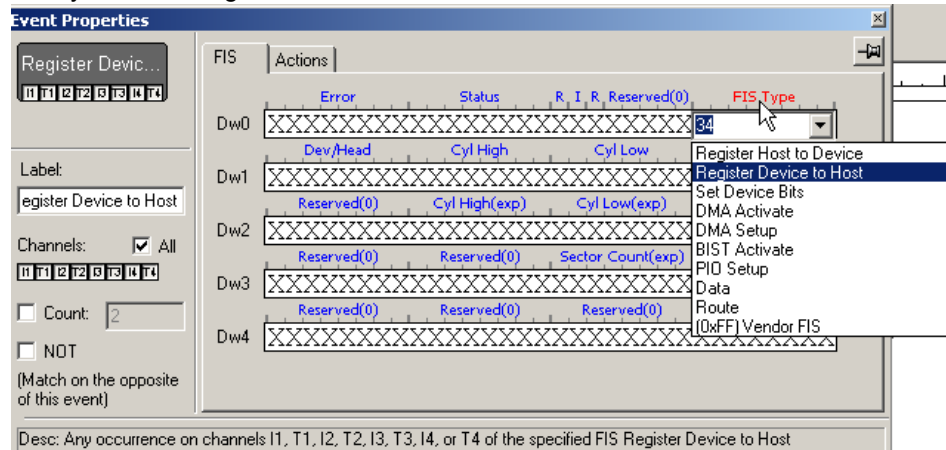 Event Properties
Register Devic...
I1 T1 I2 T2 I3 T3 I4 T4
FIS Actions
Error Status R I R Reserved(0) FIS Type
Dw0 XXXXXXXXXXXXXXXXXXXXXXXX 34
Dev/Head Cyl High Cyl Low
Dw1 XXXXXXXXXXXXXXXXXXXXXXXX
Reserved(0) Cyl High(exp) Cyl Low(exp)
Dw2 XXXXXXXXXXXXXXXXXXXXXXXX
Reserved(0) Reserved(0) Sector Count(exp)
Dw3 XXXXXXXXXXXXXXXXXXXXXXXX
Reserved(0) Reserved(0) Reserved(0)
Dw4 XXXXXXXXXXXXXXXXXXXXXXXXXXXXXXXX
Register Host to Device
Register Device to Host
Set Device Bits
DMA Activate
DMA Setup
BIST Activate
PIO Setup
Data
Route
(0xFF) Vendor FIS
Label:
egister Device to Host
Channels: All
I1 T1 I2 T2 I3 T3 I4 T4
Count: 2
NOT
(Match on the opposite
of this event)
Desc: Any occurrence on channels I1, T1, I2, T2, I3, T3, I4, or T4 of the specified FIS Register Device to Host